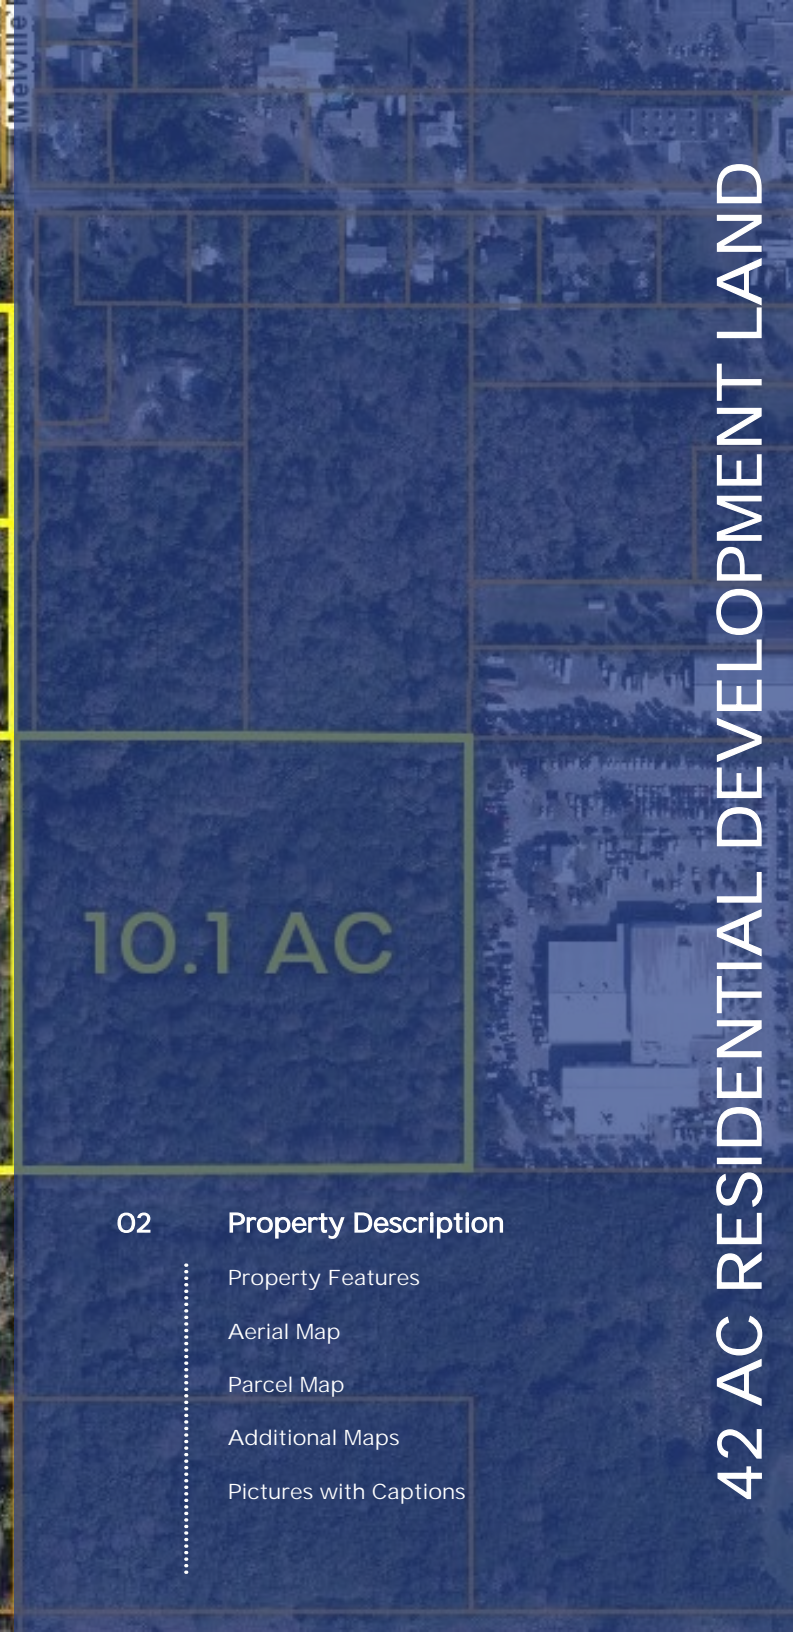 Melville
42 AC RESIDENTIAL DEVELOPMENT LAND
10.1 AC
02 Property Description
Property Features
Aerial Map
Parcel Map
Additional Maps
Pictures with Captions